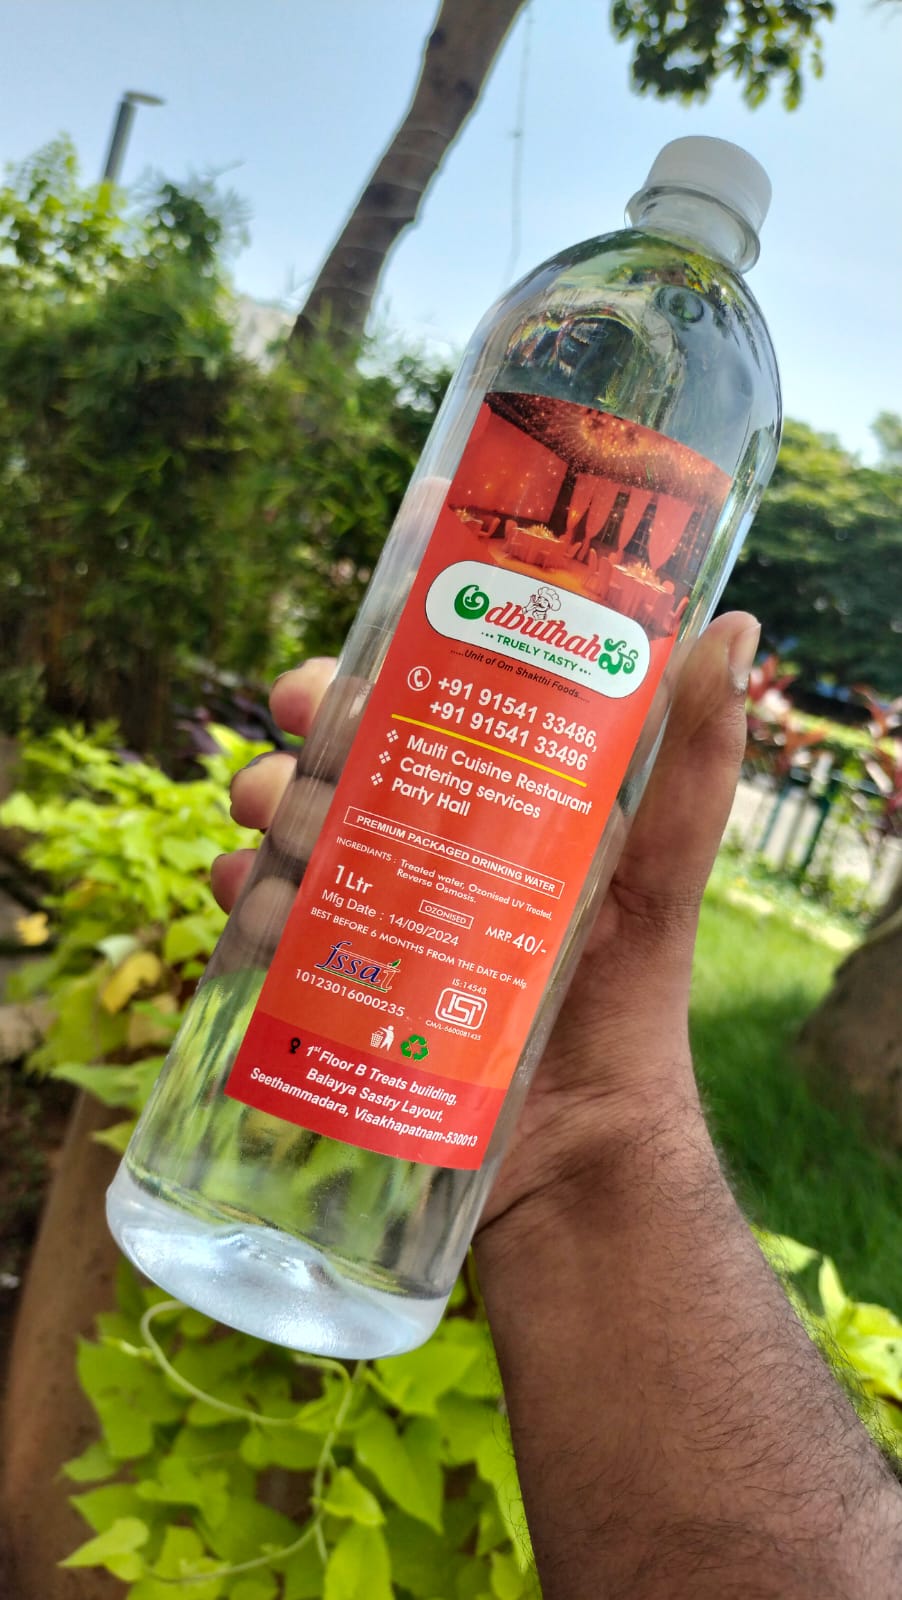 అdbuthahహా
... TRUELY TASTY ...
.....Unit of Om Shakthi Foods.....
+91 91541 33486,
+91 91541 33496
Multi Cuisine Restaurant
Catering services
Party Hall
PREMIUM PACKAGED DRINKING WATER
INGREDIANTS : Treated water, Ozonised UV Treated,
Reverse Osmosis.
1 Ltr
OZONISED
Mfg Date : 14/09/2024
MRP. 40/-
BEST BEFORE 6 MONTHS FROM THE DATE OF Mfg.
fssai
10123016000235
IS:14543
ISI
CM/L-6600081435
1st Floor B Treats building,
Balayya Sastry Layout,
Seethammadara, Visakhapatnam-530013